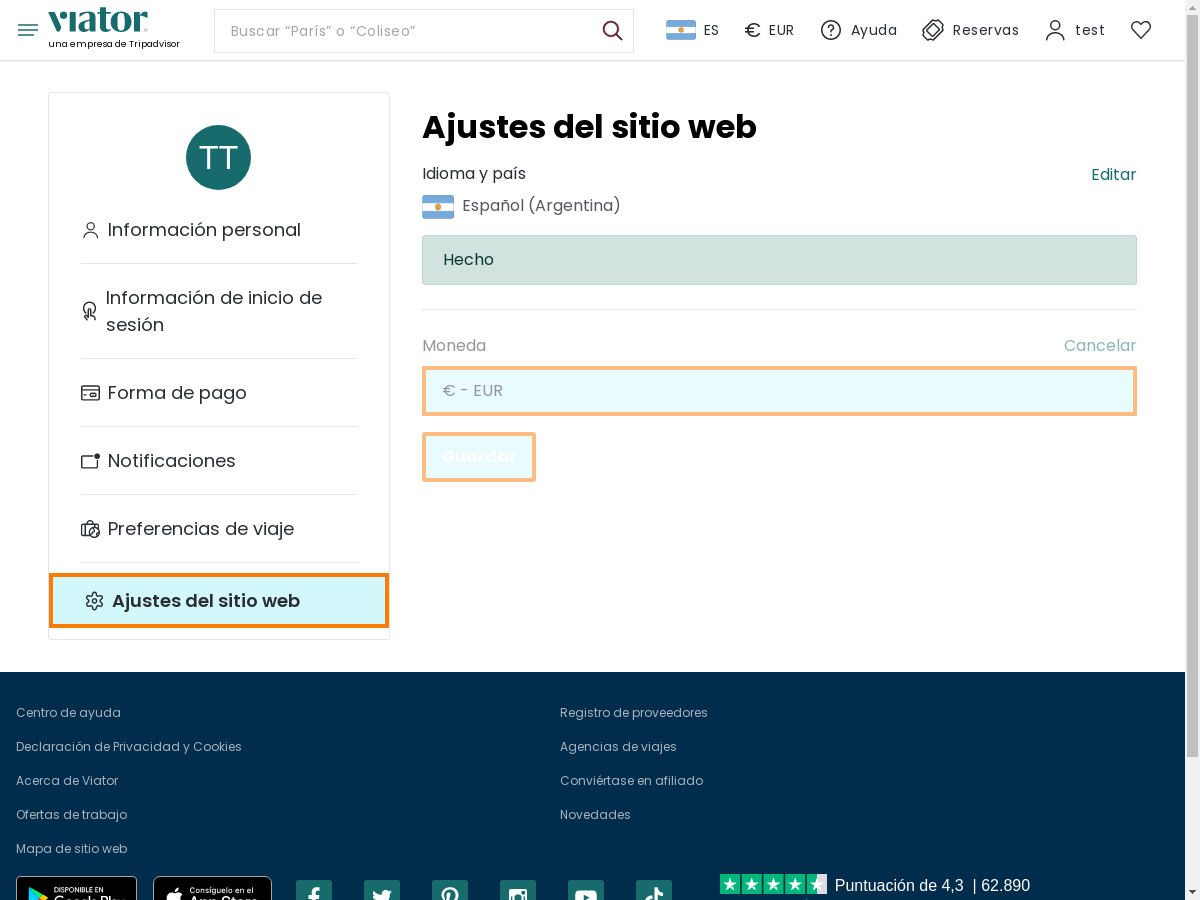 viator
una empresa de Tripadvisor
Buscar “París” o “Coliseo”
ES
€ EUR
Ayuda
Reservas
test
TT
Información personal
Información de inicio de
sesión
Forma de pago
Notificaciones
Preferencias de viaje
Ajustes del sitio web
Ajustes del sitio web
Idioma y país
Editar
Español (Argentina)
Hecho
Moneda
Cancelar
€ - EUR
Guardar
Centro de ayuda
Declaración de Privacidad y Cookies
Acerca de Viator
Ofertas de trabajo
Mapa de sitio web
Registro de proveedores
Agencias de viajes
Conviértase en afiliado
Novedades
DISPONIBLE EN
Google Play
Consíguelo en el
App Store
Puntuación de 4,3 | 62.890